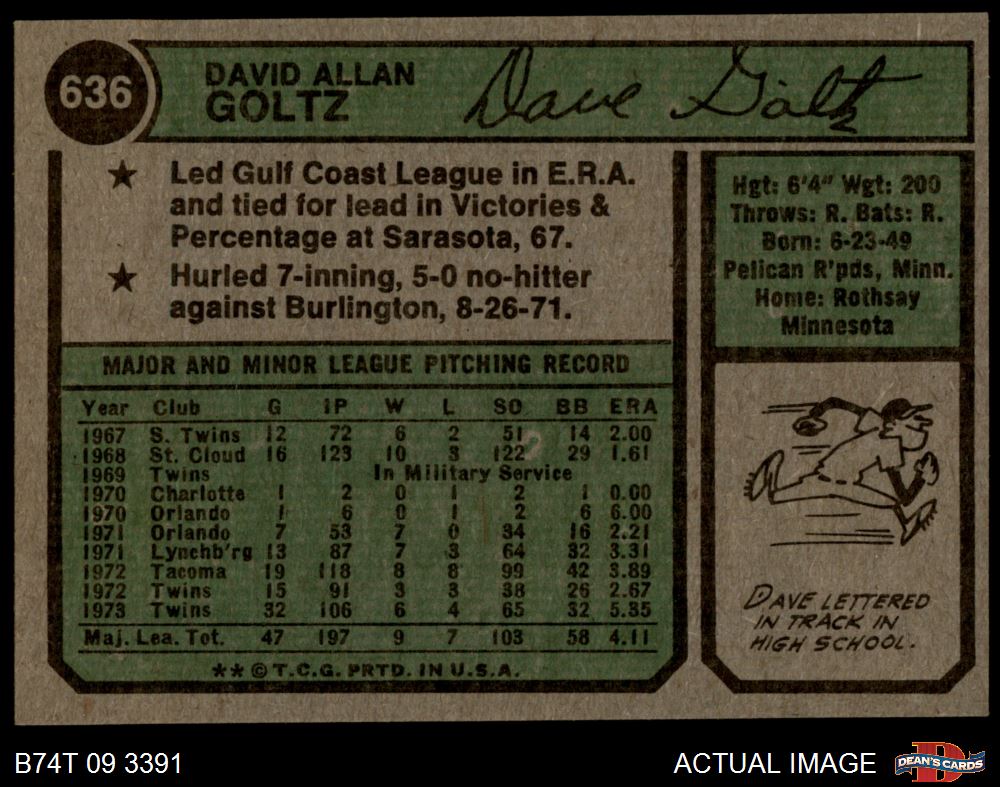 636
DAVID ALLAN
GOLTZ
Dave Goltz
★ Led Gulf Coast League in E.R.A.
and tied for lead in Victories &
Percentage at Sarasota, 67.
★ Hurled 7-inning, 5-0 no-hitter
against Burlington, 8-26-71.
MAJOR AND MINOR LEAGUE PITCHING RECORD
Year Club G IP W L SO BB ERA
1967 S. Twins 12 72 6 2 51 14 2.00
1968 St. Cloud 16 123 10 3 122 29 1.61
1969 Twins In Military Service
1970 Charlotte 1 2 0 1 2 1 0.00
1970 Orlando 1 6 0 1 2 6 6.00
1971 Orlando 7 53 7 0 34 16 2.21
1971 Lynchb'rg 13 87 7 3 64 32 3.31
1972 Tacoma 19 118 8 8 99 42 3.89
1972 Twins 15 91 3 3 38 26 2.67
1973 Twins 32 106 6 4 65 32 5.35
Maj. Lea. Tot. 47 197 9 7 103 58 4.11
** © T.C.G. PRTD. IN U.S.A.
Hgt: 6'4" Wgt: 200
Throws: R. Bats: R.
Born: 6-23-49
Pelican R'pds, Minn.
Home: Rothsay
Minnesota
DAVE LETTERED
IN TRACK IN
HIGH SCHOOL.
B74T 09 3391
ACTUAL IMAGE
D
DEAN'S CARDS